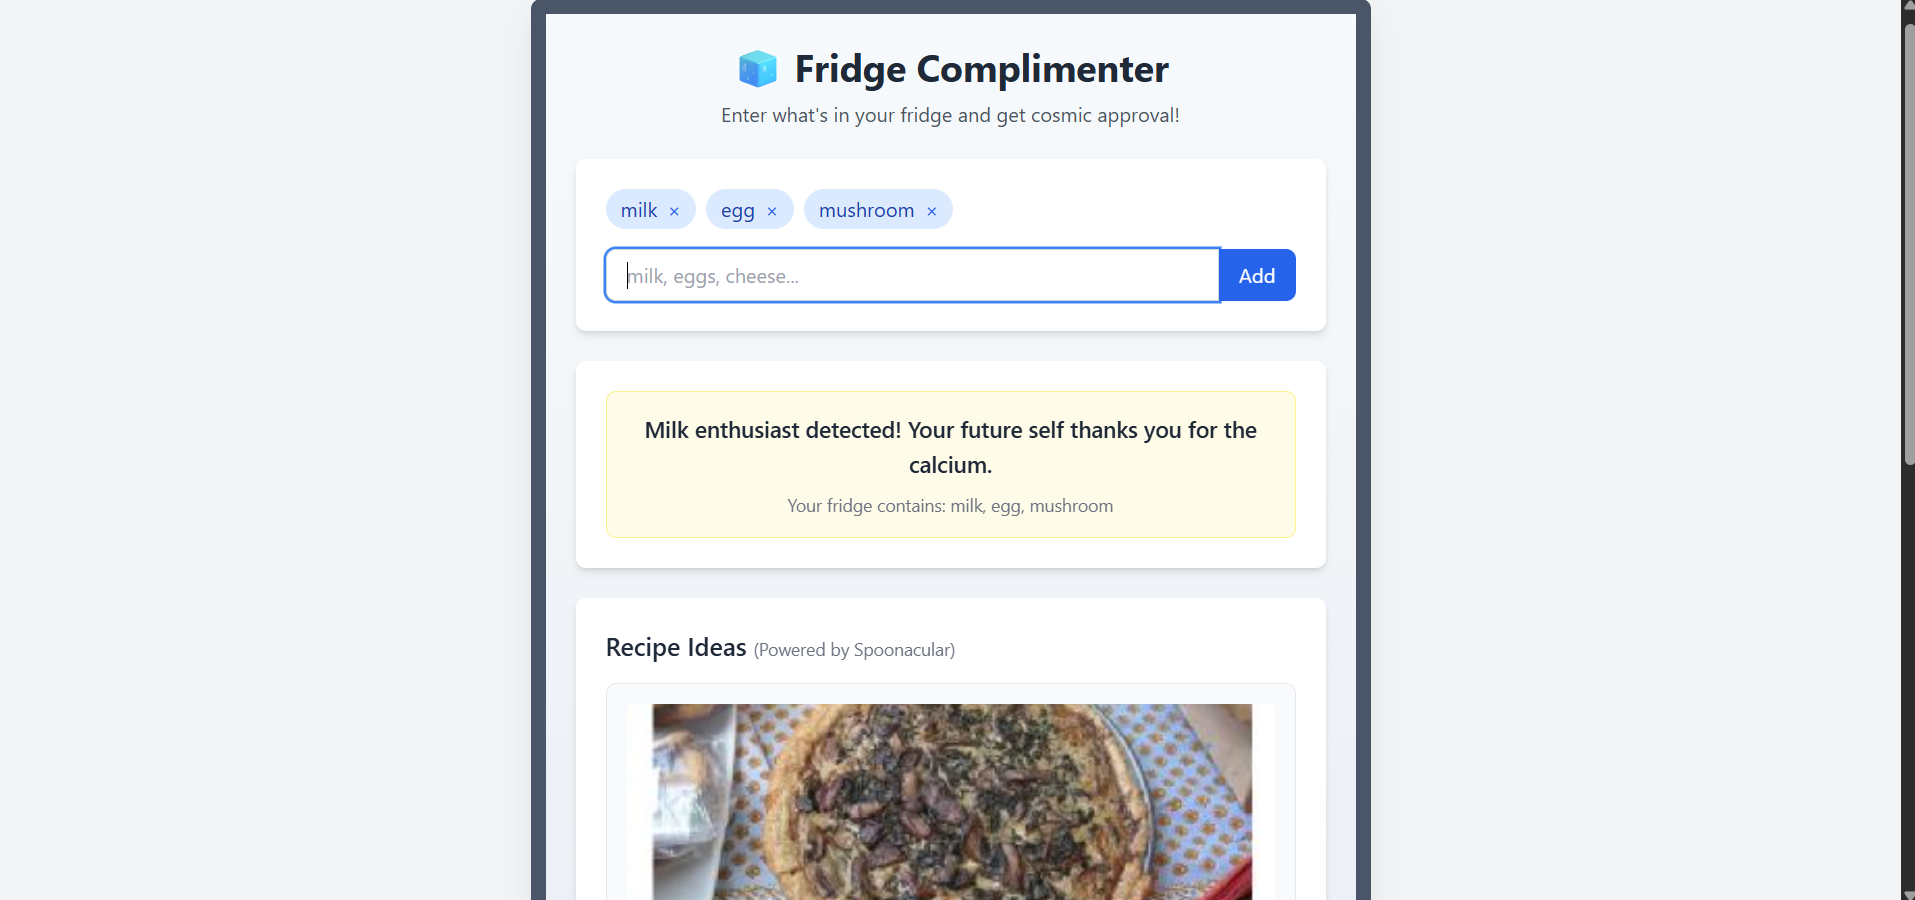 Fridge Complimenter
Enter what's in your fridge and get cosmic approval!
milk × egg × mushroom ×
milk, eggs, cheese... Add
Milk enthusiast detected! Your future self thanks you for the
calcium.
Your fridge contains: milk, egg, mushroom
Recipe Ideas (Powered by Spoonacular)